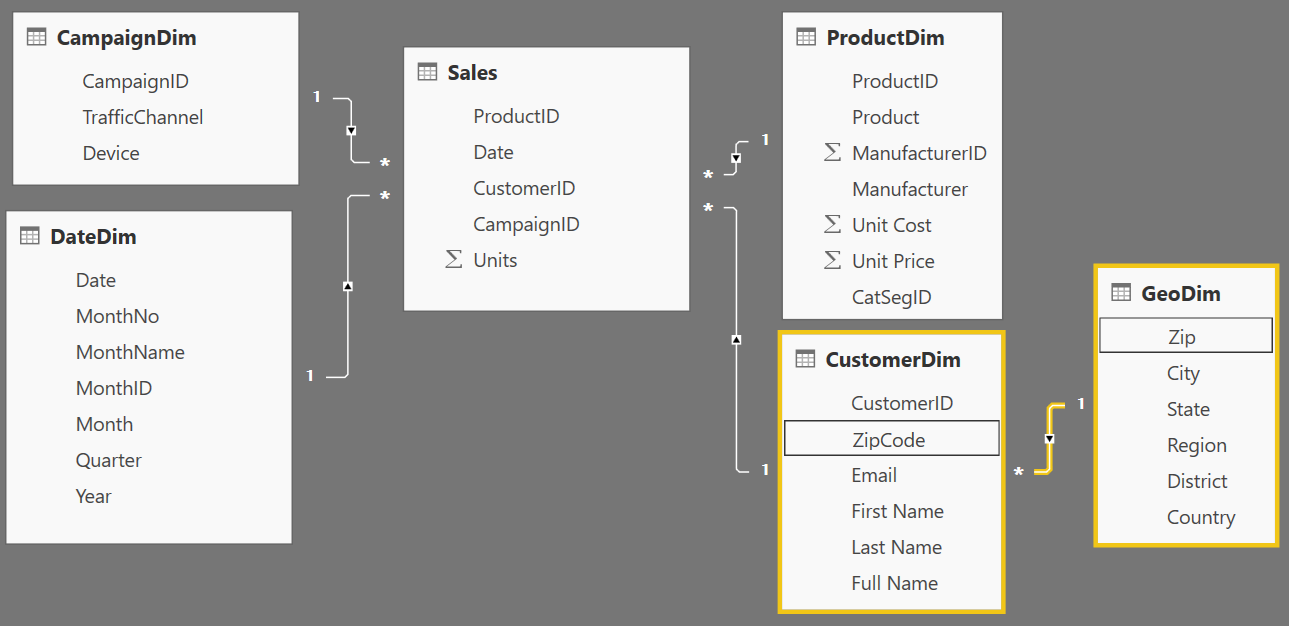 CampaignDim
CampaignID
TrafficChannel
Device
DateDim
Date
MonthNo
MonthName
MonthID
Month
Quarter
Year
1
*
*
1
Sales
ProductID
Date
CustomerID
CampaignID
Σ Units
1
*
*
1
ProductDim
ProductID
Product
Σ ManufacturerID
Manufacturer
Σ Unit Cost
Σ Unit Price
CatSegID
CustomerDim
CustomerID
ZipCode
Email
First Name
Last Name
Full Name
1
*
GeoDim
Zip
City
State
Region
District
Country